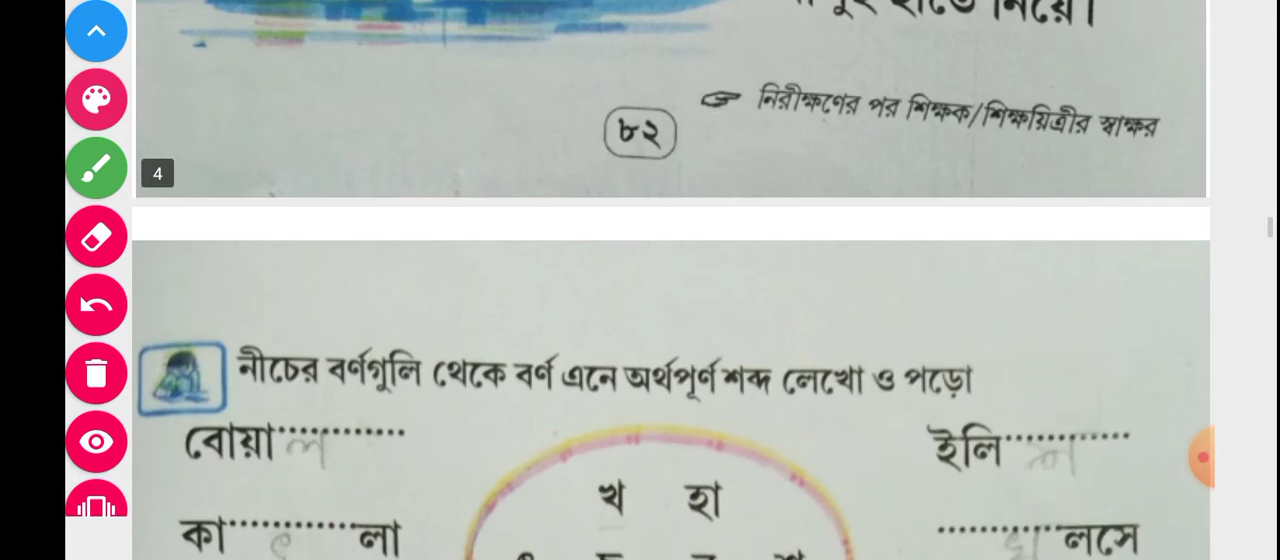 হাতে নিয়ে।
☞ নিরীক্ষণের পর শিক্ষক/শিক্ষয়িত্রীর স্বাক্ষর
৮২
4
নীচের বর্ণগুলি থেকে বর্ণ এনে অর্থপূর্ণ শব্দ লেখো ও পড়ো
বোয়া ল ............
ইলি ............
খ হা
কা ............ লা
............ লসে